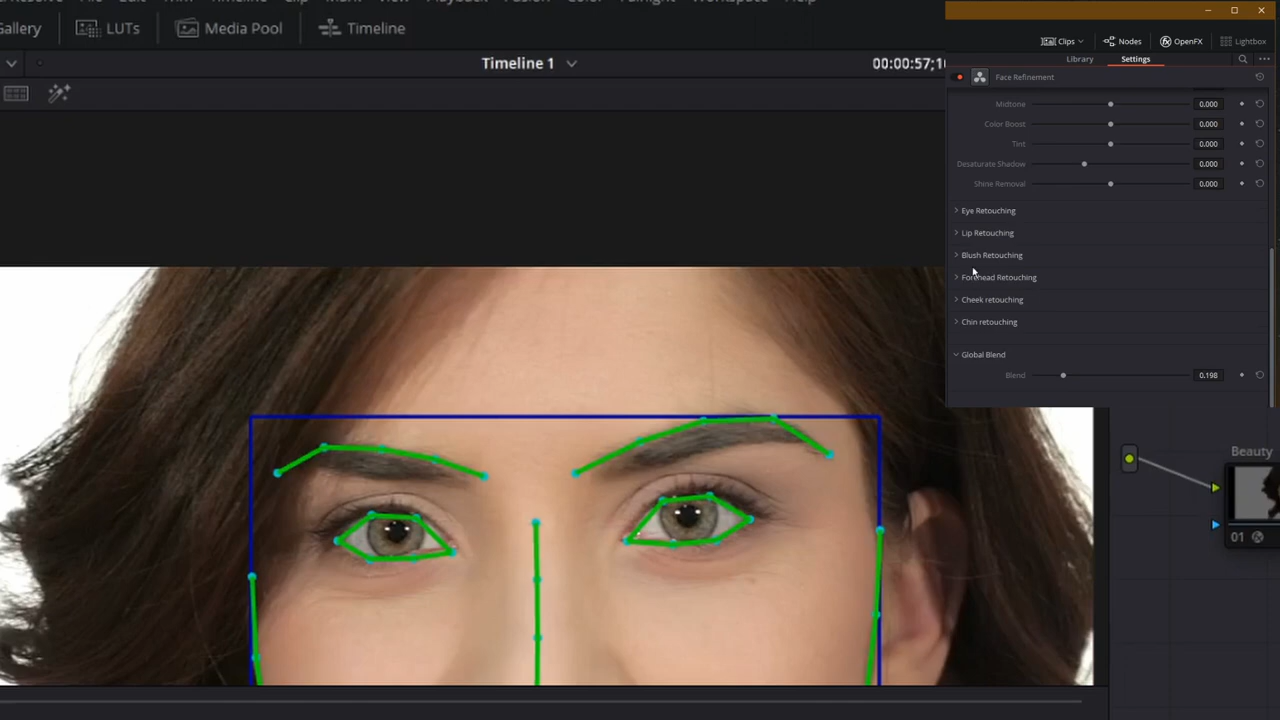 Gallery LUTs Media Pool Timeline
Timeline 1 00:00:57;1
Clips Nodes OpenFX Lightbox
Library Settings
Face Refinement
Midtone 0.000
Color Boost 0.000
Tint 0.000
Desaturate Shadow 0.000
Shine Removal 0.000
Eye Retouching
Lip Retouching
Blush Retouching
Forehead Retouching
Cheek retouching
Chin retouching
Global Blend
Blend 0.198
Beauty
01